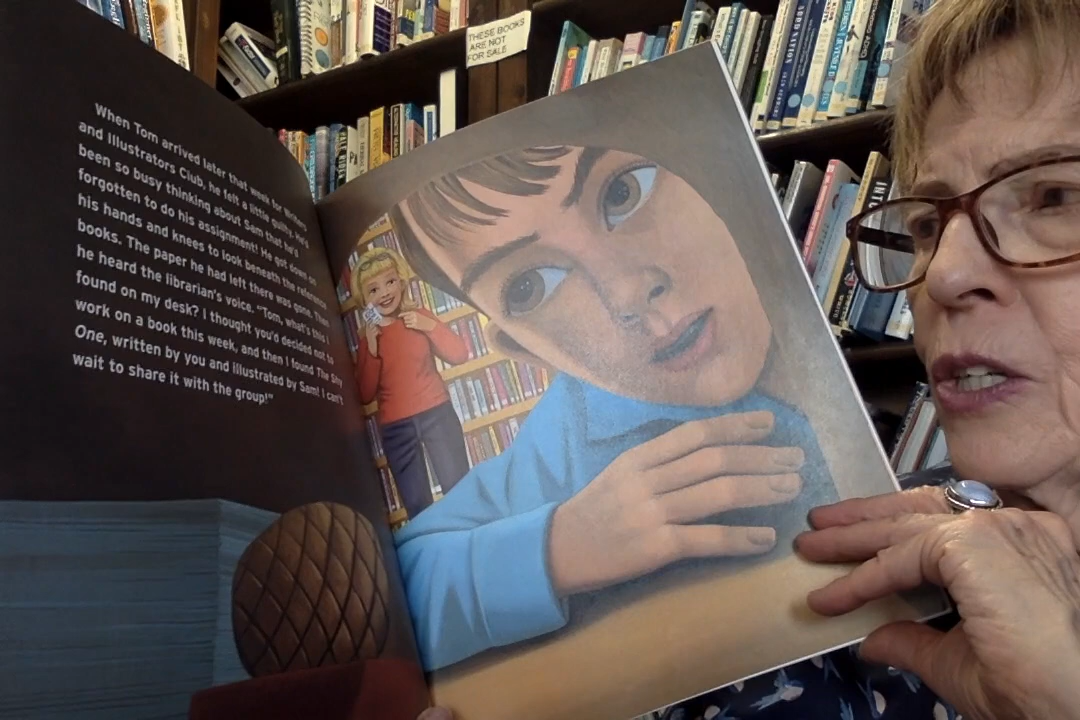 THESE BOOKS
ARE NOT
FOR SALE
When Tom arrived later that week for Writers
and Illustrators Club, he felt a little guilty. He'd
been so busy thinking about Sam that he'd
forgotten to do his assignment! He got down on
his hands and knees to look beneath the reference
books. The paper he had left there was gone. Then
he heard the librarian's voice. "Tom, what's this I
found on my desk? I thought you'd decided not to
work on a book this week, and then I found The Shy
One, written by you and illustrated by Sam! I can't
wait to share it with the group!"